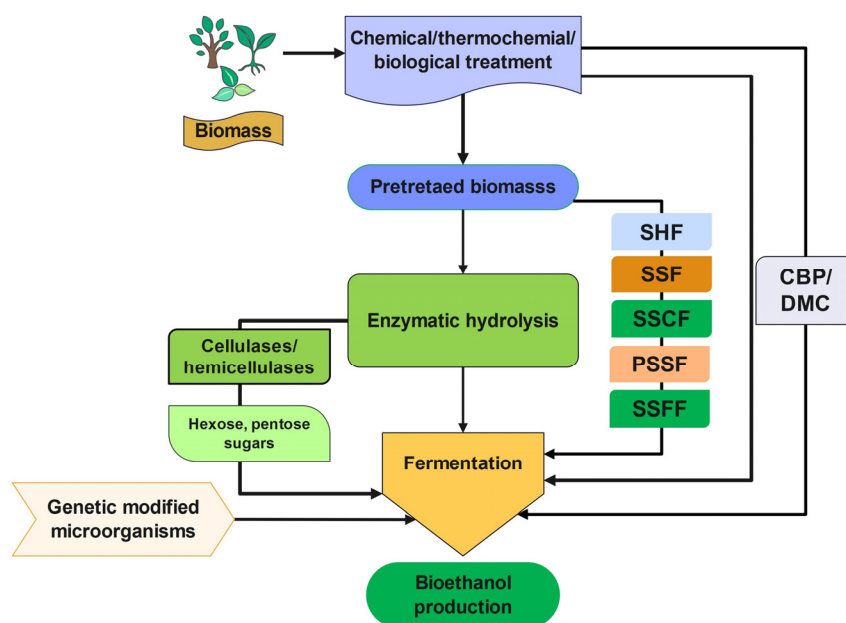 Chemical/thermochemial/
biological treatment
Biomass
Pretretaed biomasss
SHF
SSF
CBP/
DMC
Enzymatic hydrolysis
SSCF
Cellulases/
hemicellulases
PSSF
SSFF
Hexose, pentose
sugars
Fermentation
Genetic modified
microorganisms
Bioethanol
production